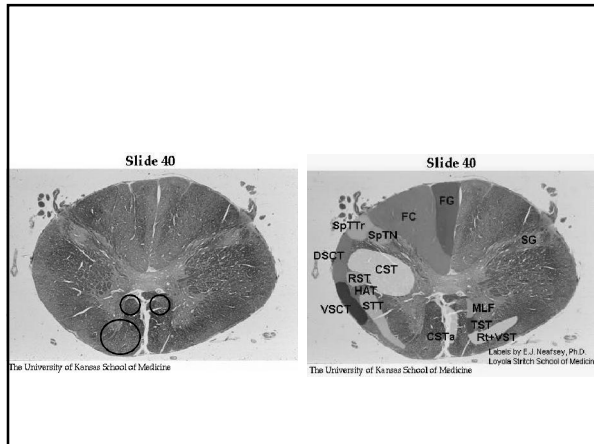 Slide 40
The University of Kansas School of Medicine
Slide 40
FG
FC
SpTTr
SpTN
SG
DSCT
CST
RST
HAT
VSCT
STT
MLF
TST
CSTa
Rt+VST
Labels by E.J. Neafsey, Ph.D.
Loyola Stritch School of Medicine
The University of Kansas School of Medicine